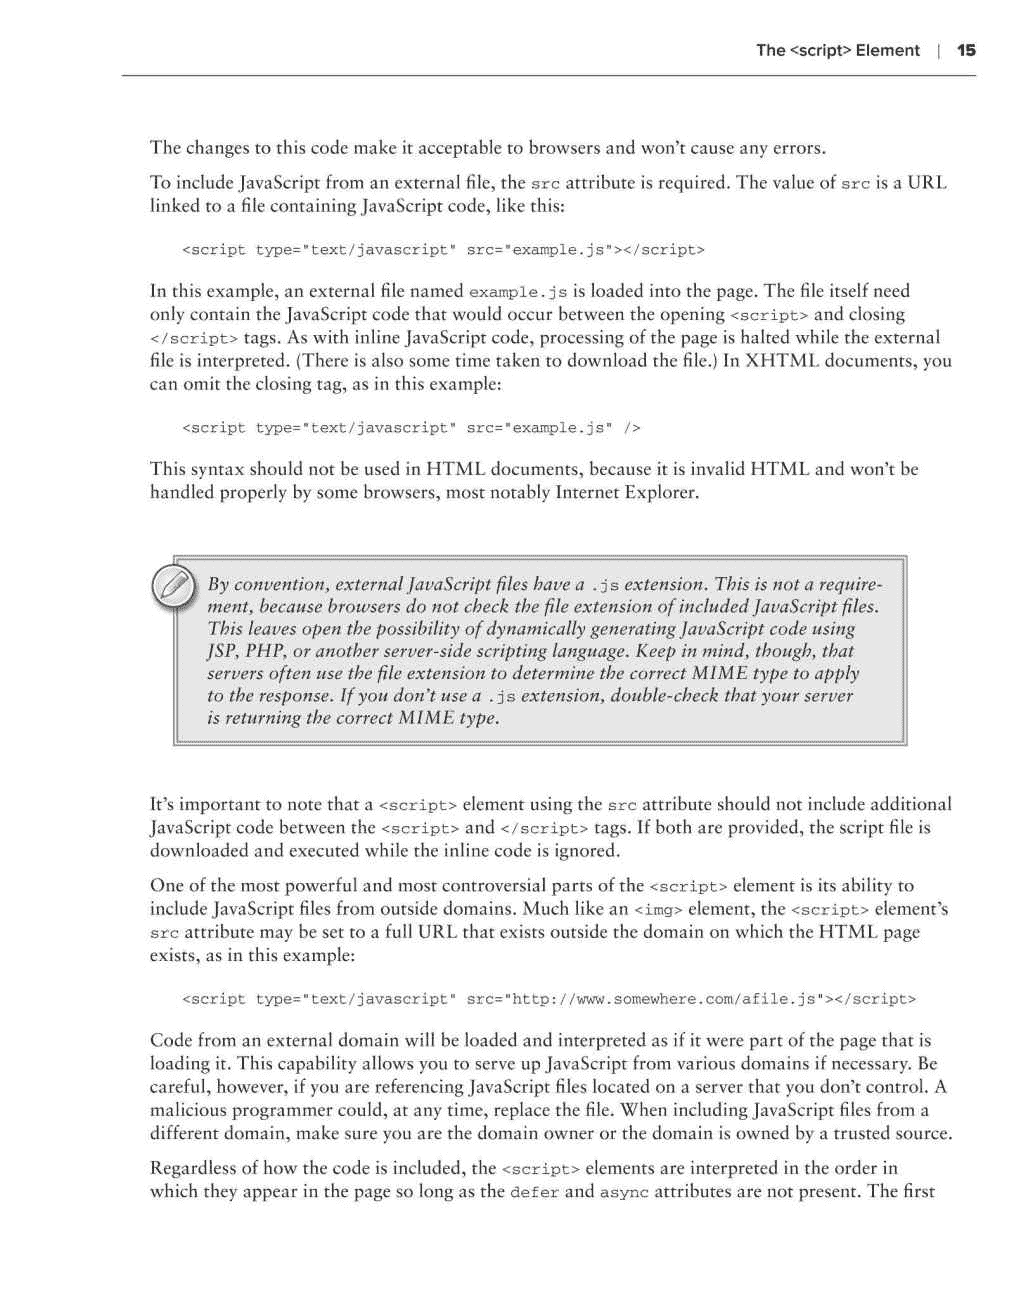 The <script> Element | 15
The changes to this code make it acceptable to browsers and won’t cause any errors.
To include JavaScript from an external file, the src attribute is required. The value of src is a URL
linked to a file containing JavaScript code, like this:
<script type="text/javascript" src="example.js"></script>
In this example, an external file named example.js is loaded into the page. The file itself need
only contain the JavaScript code that would occur between the opening <script> and closing
</script> tags. As with inline JavaScript code, processing of the page is halted while the external
file is interpreted. (There is also some time taken to download the file.) In XHTML documents, you
can omit the closing tag, as in this example:
<script type="text/javascript" src="example.js" />
This syntax should not be used in HTML documents, because it is invalid HTML and won’t be
handled properly by some browsers, most notably Internet Explorer.
By convention, external JavaScript files have a .js extension. This is not a require-
ment, because browsers do not check the file extension of included JavaScript files.
This leaves open the possibility of dynamically generating JavaScript code using
JSP, PHP, or another server-side scripting language. Keep in mind, though, that
servers often use the file extension to determine the correct MIME type to apply
to the response. If you don’t use a .js extension, double-check that your server
is returning the correct MIME type.
It’s important to note that a <script> element using the src attribute should not include additional
JavaScript code between the <script> and </script> tags. If both are provided, the script file is
downloaded and executed while the inline code is ignored.
One of the most powerful and most controversial parts of the <script> element is its ability to
include JavaScript files from outside domains. Much like an <img> element, the <script> element’s
src attribute may be set to a full URL that exists outside the domain on which the HTML page
exists, as in this example:
<script type="text/javascript" src="http://www.somewhere.com/afile.js"></script>
Code from an external domain will be loaded and interpreted as if it were part of the page that is
loading it. This capability allows you to serve up JavaScript from various domains if necessary. Be
careful, however, if you are referencing JavaScript files located on a server that you don’t control. A
malicious programmer could, at any time, replace the file. When including JavaScript files from a
different domain, make sure you are the domain owner or the domain is owned by a trusted source.
Regardless of how the code is included, the <script> elements are interpreted in the order in
which they appear in the page so long as the defer and async attributes are not present. The first